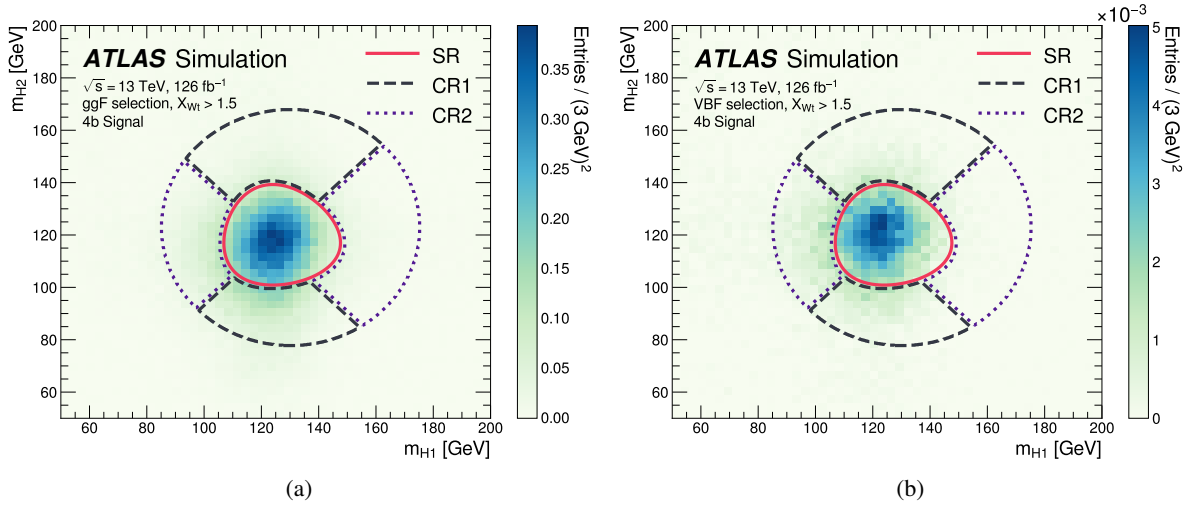 200
180
160
140
120
100
80
60
m_H2 [GeV]
ATLAS Simulation
√s = 13 TeV, 126 fb⁻¹
ggF selection, X_Wt > 1.5
4b Signal
SR
CR1
CR2
60 80 100 120 140 160 180 200
m_H1 [GeV]
0.35
0.30
0.25
0.20
0.15
0.10
0.05
0.00
Entries / (3 GeV)²
(a)
200
180
160
140
120
100
80
60
m_H2 [GeV]
ATLAS Simulation
√s = 13 TeV, 126 fb⁻¹
VBF selection, X_Wt > 1.5
4b Signal
SR
CR1
CR2
60 80 100 120 140 160 180 200
m_H1 [GeV]
×10⁻³
5
4
3
2
1
0
Entries / (3 GeV)²
(b)